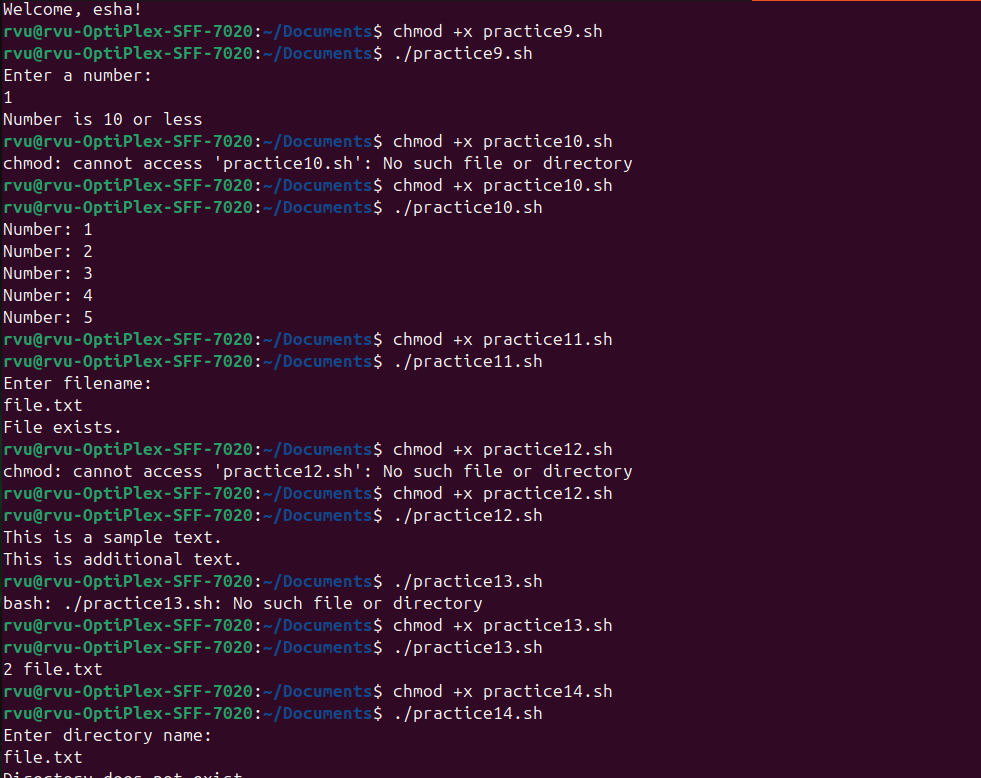 Welcome, esha!
rvu@rvu-OptiPlex-SFF-7020:~/Documents$ chmod +x practice9.sh
rvu@rvu-OptiPlex-SFF-7020:~/Documents$ ./practice9.sh
Enter a number:
1
Number is 10 or less
rvu@rvu-OptiPlex-SFF-7020:~/Documents$ chmod +x practice10.sh
chmod: cannot access 'practice10.sh': No such file or directory
rvu@rvu-OptiPlex-SFF-7020:~/Documents$ chmod +x practice10.sh
rvu@rvu-OptiPlex-SFF-7020:~/Documents$ ./practice10.sh
Number: 1
Number: 2
Number: 3
Number: 4
Number: 5
rvu@rvu-OptiPlex-SFF-7020:~/Documents$ chmod +x practice11.sh
rvu@rvu-OptiPlex-SFF-7020:~/Documents$ ./practice11.sh
Enter filename:
file.txt
File exists.
rvu@rvu-OptiPlex-SFF-7020:~/Documents$ chmod +x practice12.sh
chmod: cannot access 'practice12.sh': No such file or directory
rvu@rvu-OptiPlex-SFF-7020:~/Documents$ chmod +x practice12.sh
rvu@rvu-OptiPlex-SFF-7020:~/Documents$ ./practice12.sh
This is a sample text.
This is additional text.
rvu@rvu-OptiPlex-SFF-7020:~/Documents$ ./practice13.sh
bash: ./practice13.sh: No such file or directory
rvu@rvu-OptiPlex-SFF-7020:~/Documents$ chmod +x practice13.sh
rvu@rvu-OptiPlex-SFF-7020:~/Documents$ ./practice13.sh
2 file.txt
rvu@rvu-OptiPlex-SFF-7020:~/Documents$ chmod +x practice14.sh
rvu@rvu-OptiPlex-SFF-7020:~/Documents$ ./practice14.sh
Enter directory name:
file.txt
Directory does not exist